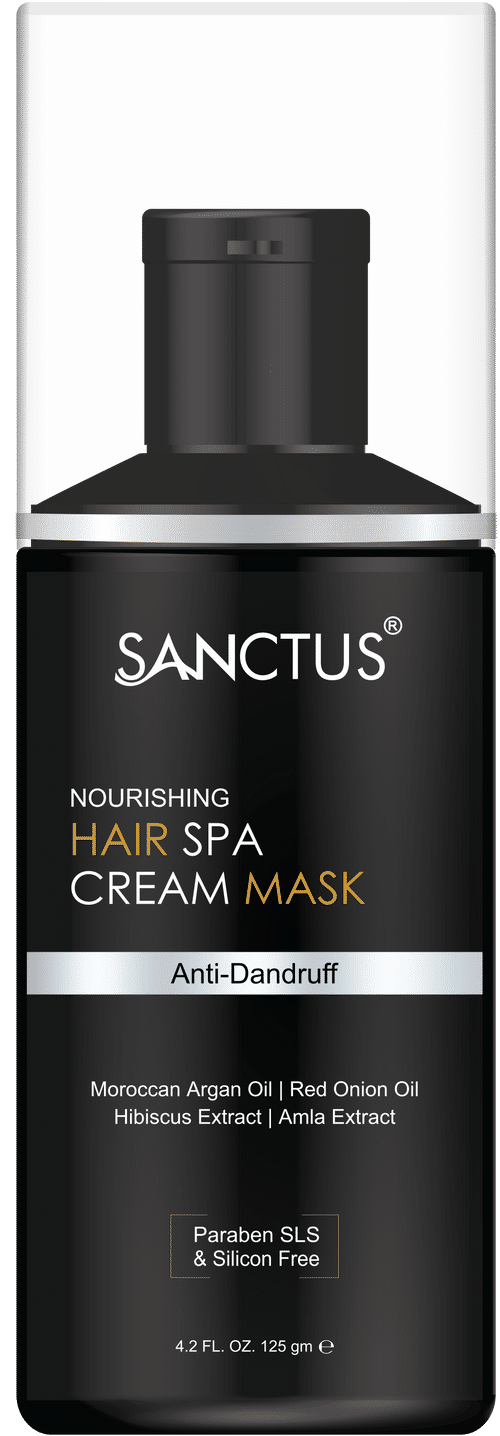 SANCTUS®
NOURISHING
HAIR SPA
CREAM MASK
Anti-Dandruff
Moroccan Argan Oil | Red Onion Oil
Hibiscus Extract | Amla Extract
Paraben SLS
& Silicon Free
4.2 FL. OZ. 125 gm ℮